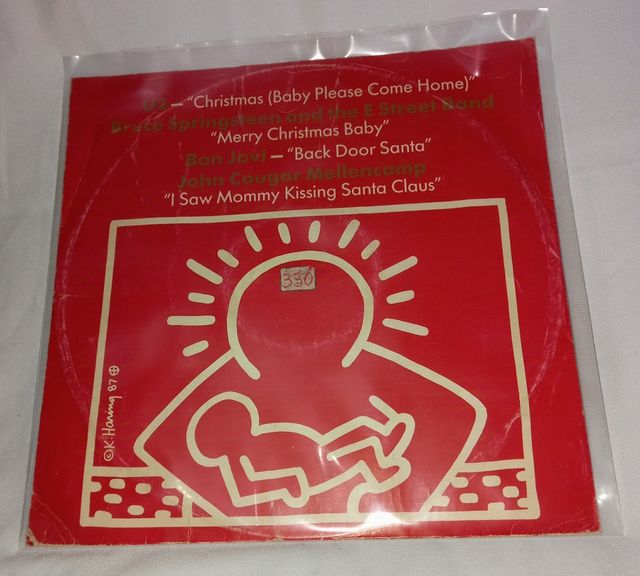 U2 – "Christmas (Baby Please Come Home)"
Bruce Springsteen and the E Street Band
"Merry Christmas Baby"
Bon Jovi – "Back Door Santa"
John Cougar Mellencamp
"I Saw Mommy Kissing Santa Claus"
330
©K. Haring 87